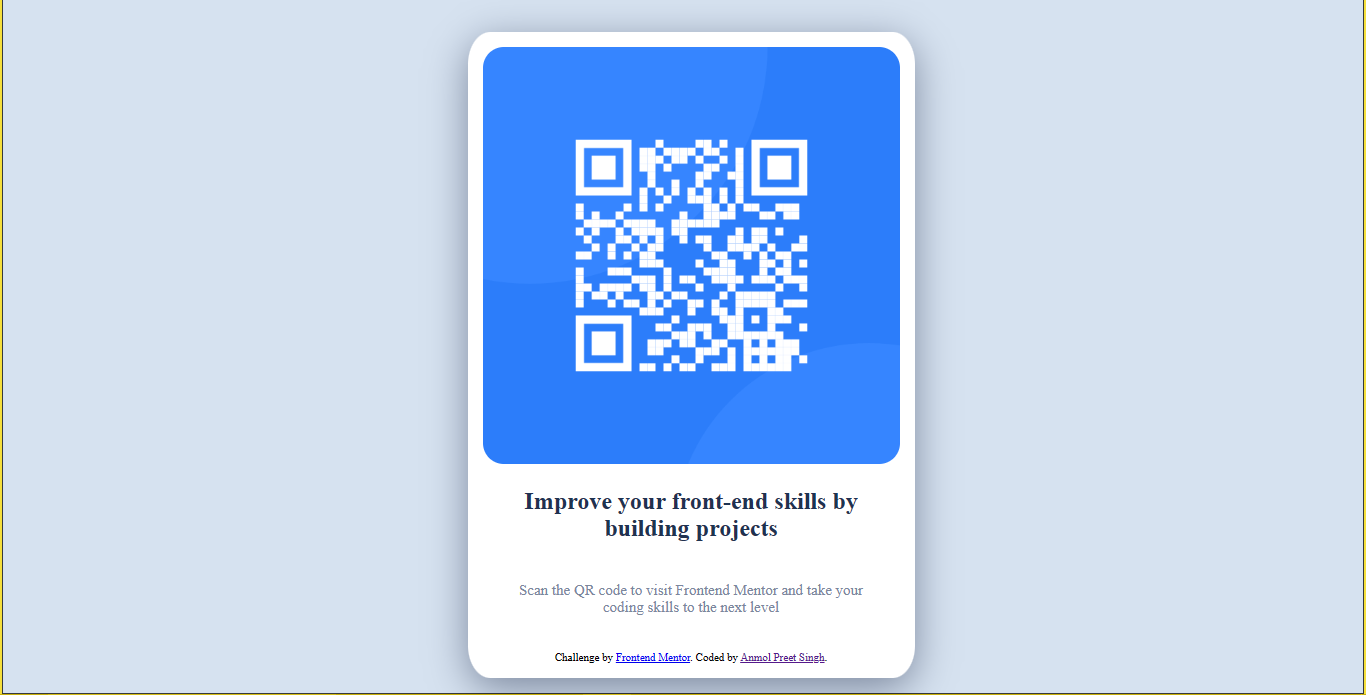 Improve your front-end skills by
building projects
Scan the QR code to visit Frontend Mentor and take your
coding skills to the next level
Challenge by Frontend Mentor. Coded by Anmol Preet Singh.